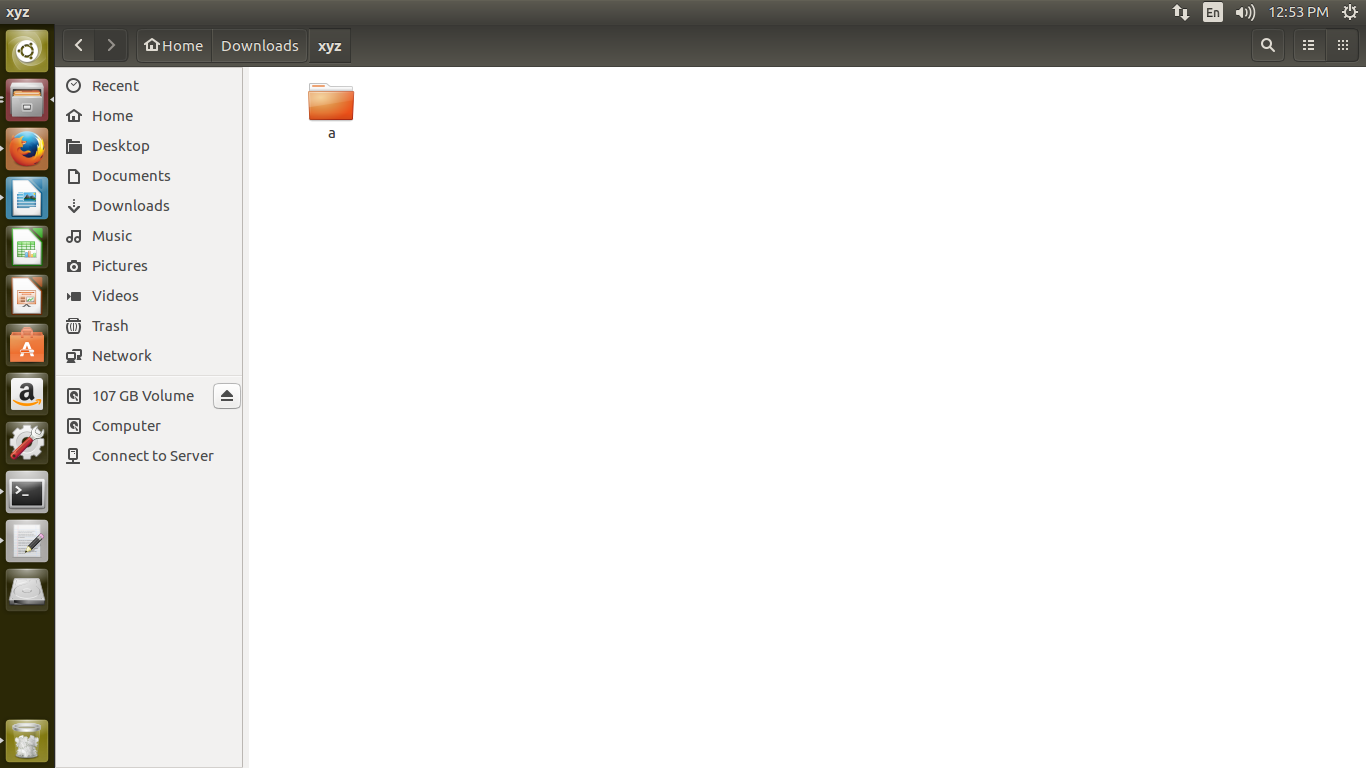 xyz
En
12:53 PM
Home
Downloads
xyz
Recent
Home
Desktop
Documents
Downloads
Music
Pictures
Videos
Trash
Network
107 GB Volume
Computer
Connect to Server
a